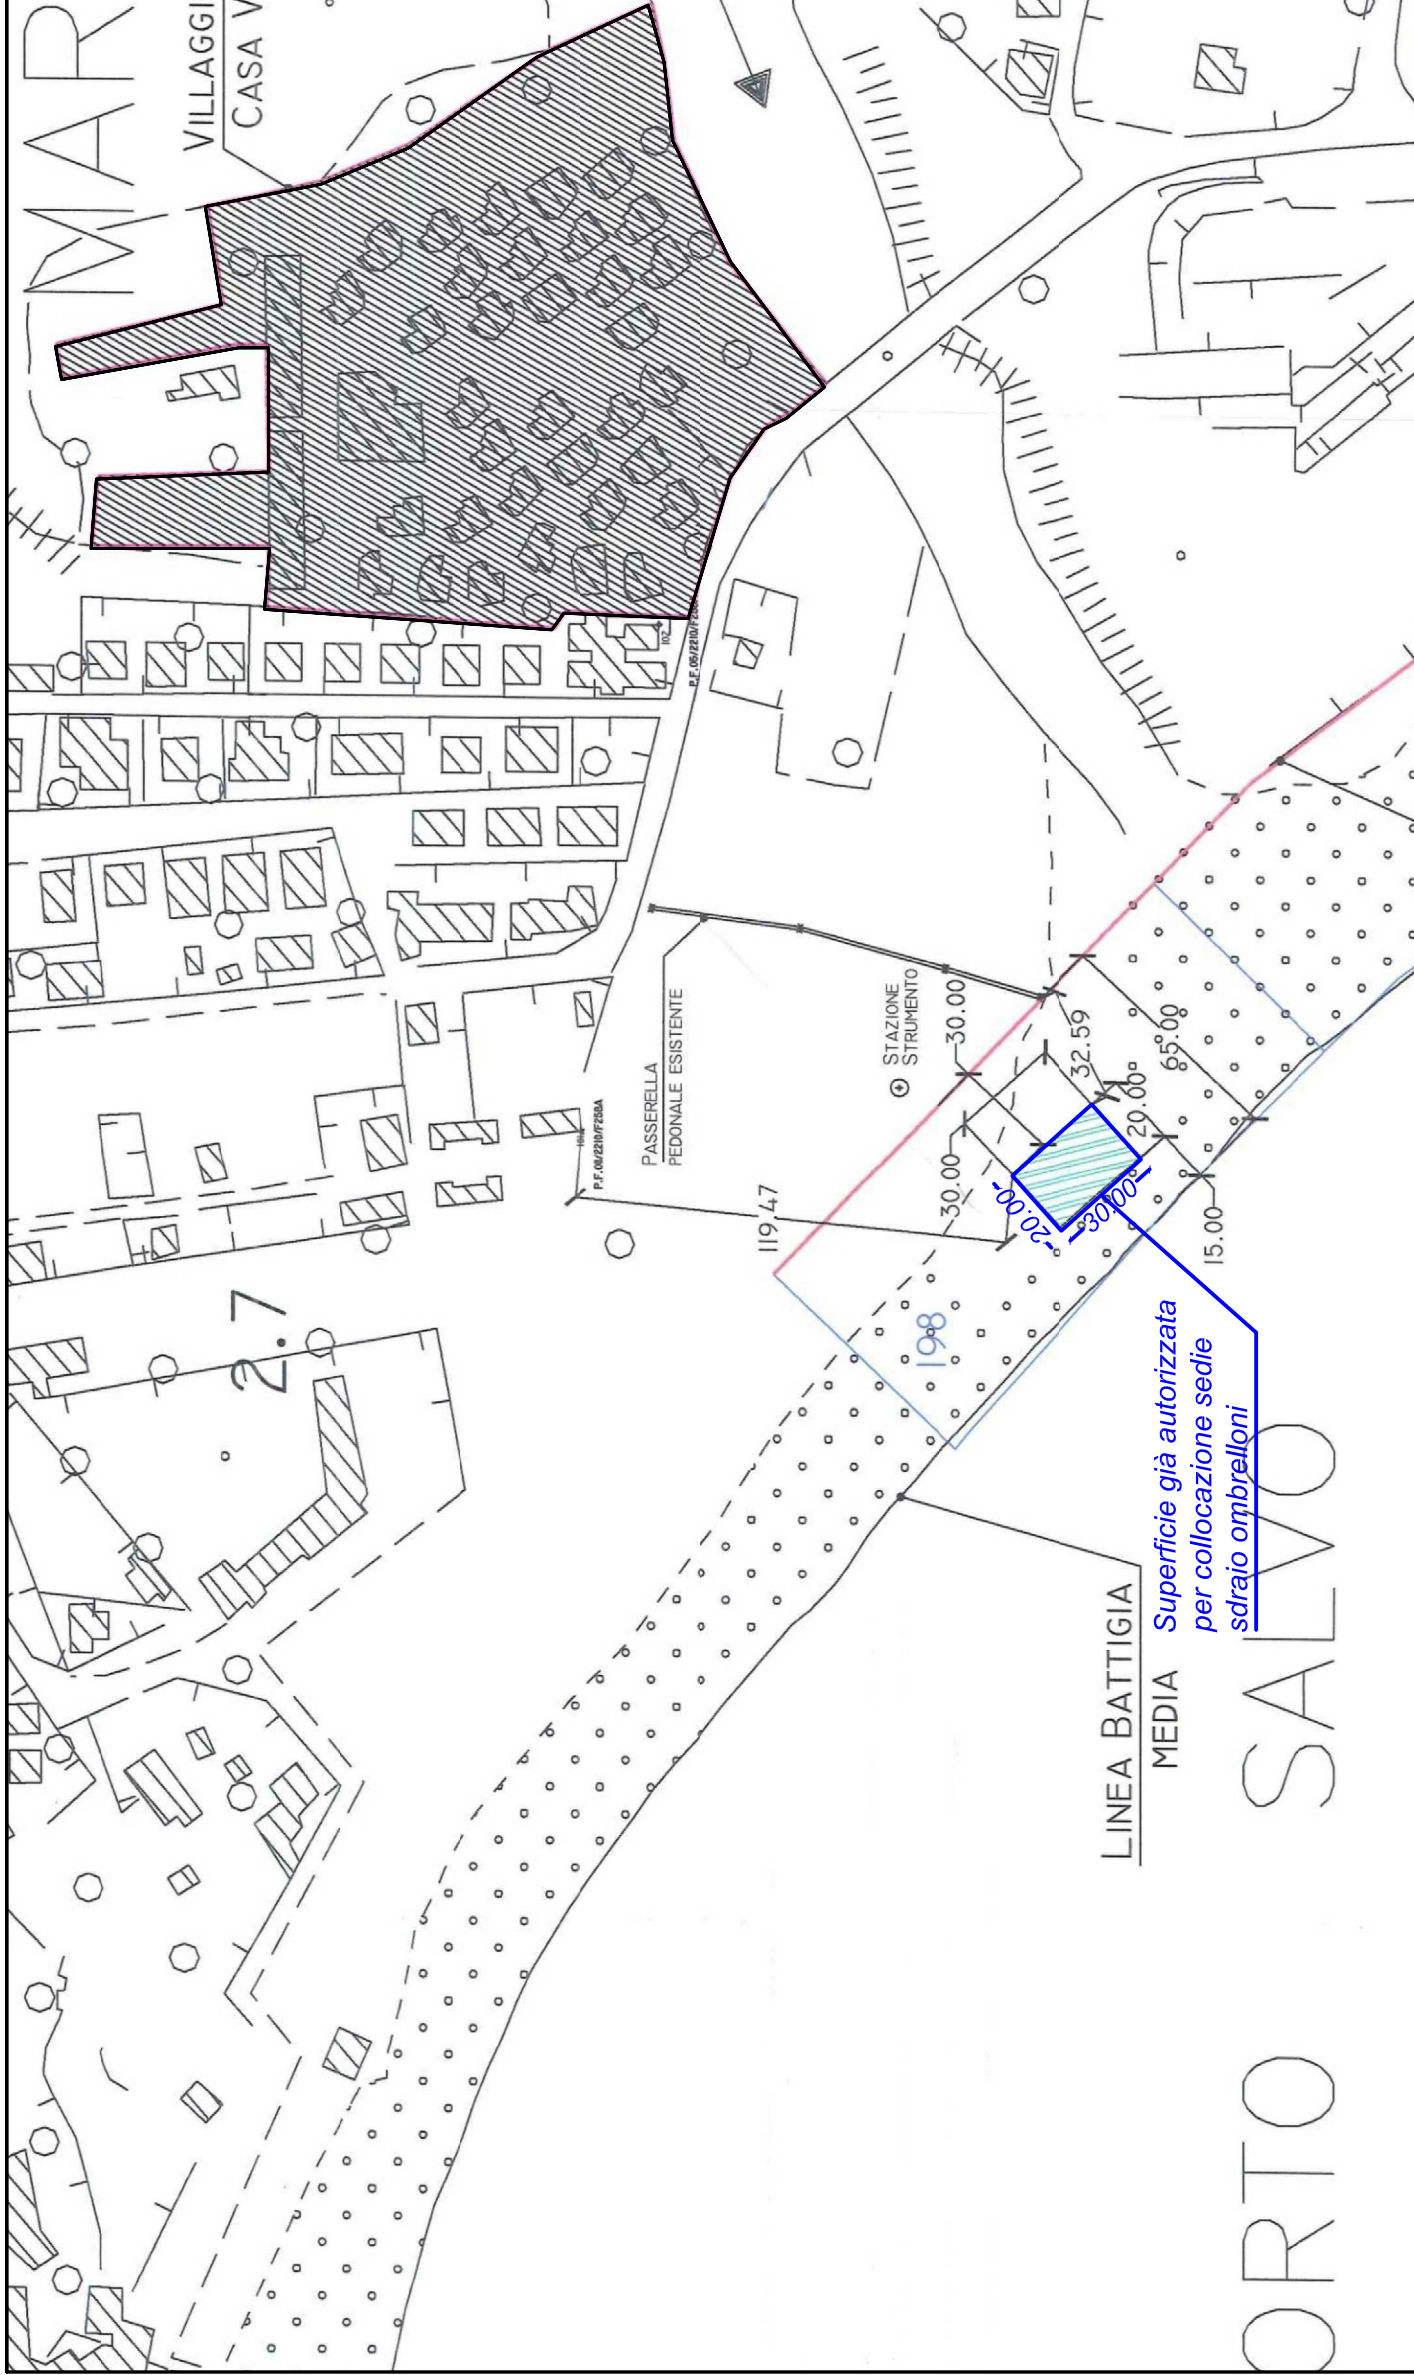 MAR
VILLAGGI
CASA V
2.7
P.F.08/2210/F258A
PASSERELLA
PEDONALE ESISTENTE
STAZIONE
STRUMENTO
119.47
30.00
30.00
32.59
65.00
20.00
15.00
20.00
30.00
198
Superficie già autorizzata
per collocazione sedie
sdraio ombrelloni
LINEA BATTIGIA
MEDIA
ORTO SALVO